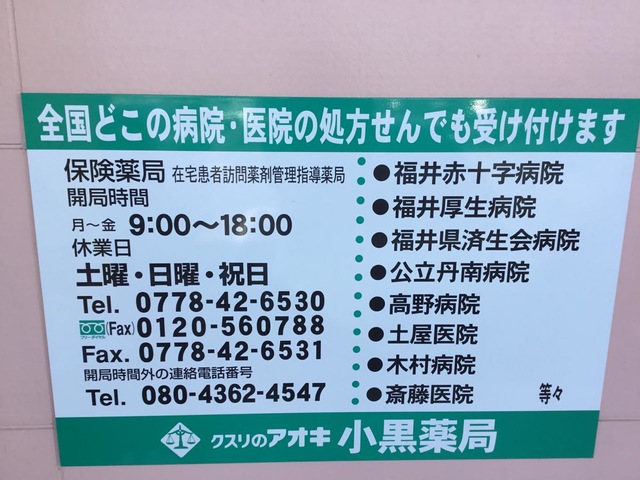 全国どこの病院・医院の処方せんでも受け付けます
保険薬局 在宅患者訪問薬剤管理指導薬局
開局時間
月〜金 9:00〜18:00
休業日
土曜・日曜・祝日
Tel. 0778-42-6530
フリーダイヤル (Fax) 0120-560788
Fax. 0778-42-6531
開局時間外の連絡電話番号
Tel. 080-4362-4547
●福井赤十字病院
●福井厚生病院
●福井県済生会病院
●公立丹南病院
●高野病院
●土屋医院
●木村病院
●斎藤医院 等々
クスリのアオキ 小黒薬局